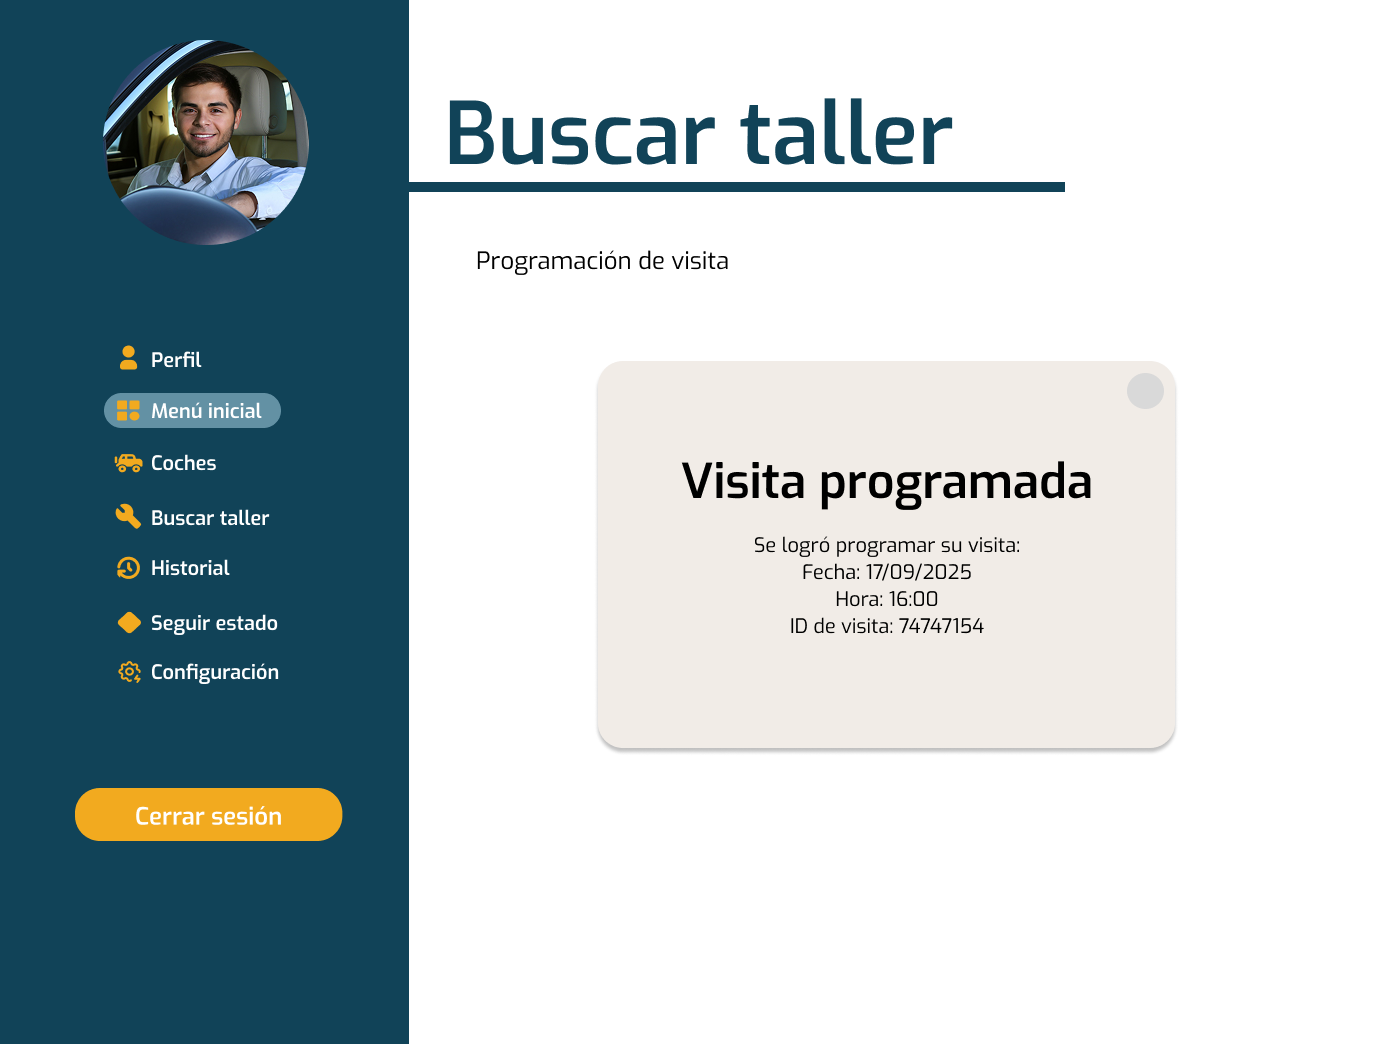 Buscar taller
Programación de visita
Perfil
Menú inicial
Coches
Buscar taller
Historial
Seguir estado
Configuración
Cerrar sesión
Visita programada
Se logró programar su visita:
Fecha: 17/09/2025
Hora: 16:00
ID de visita: 74747154